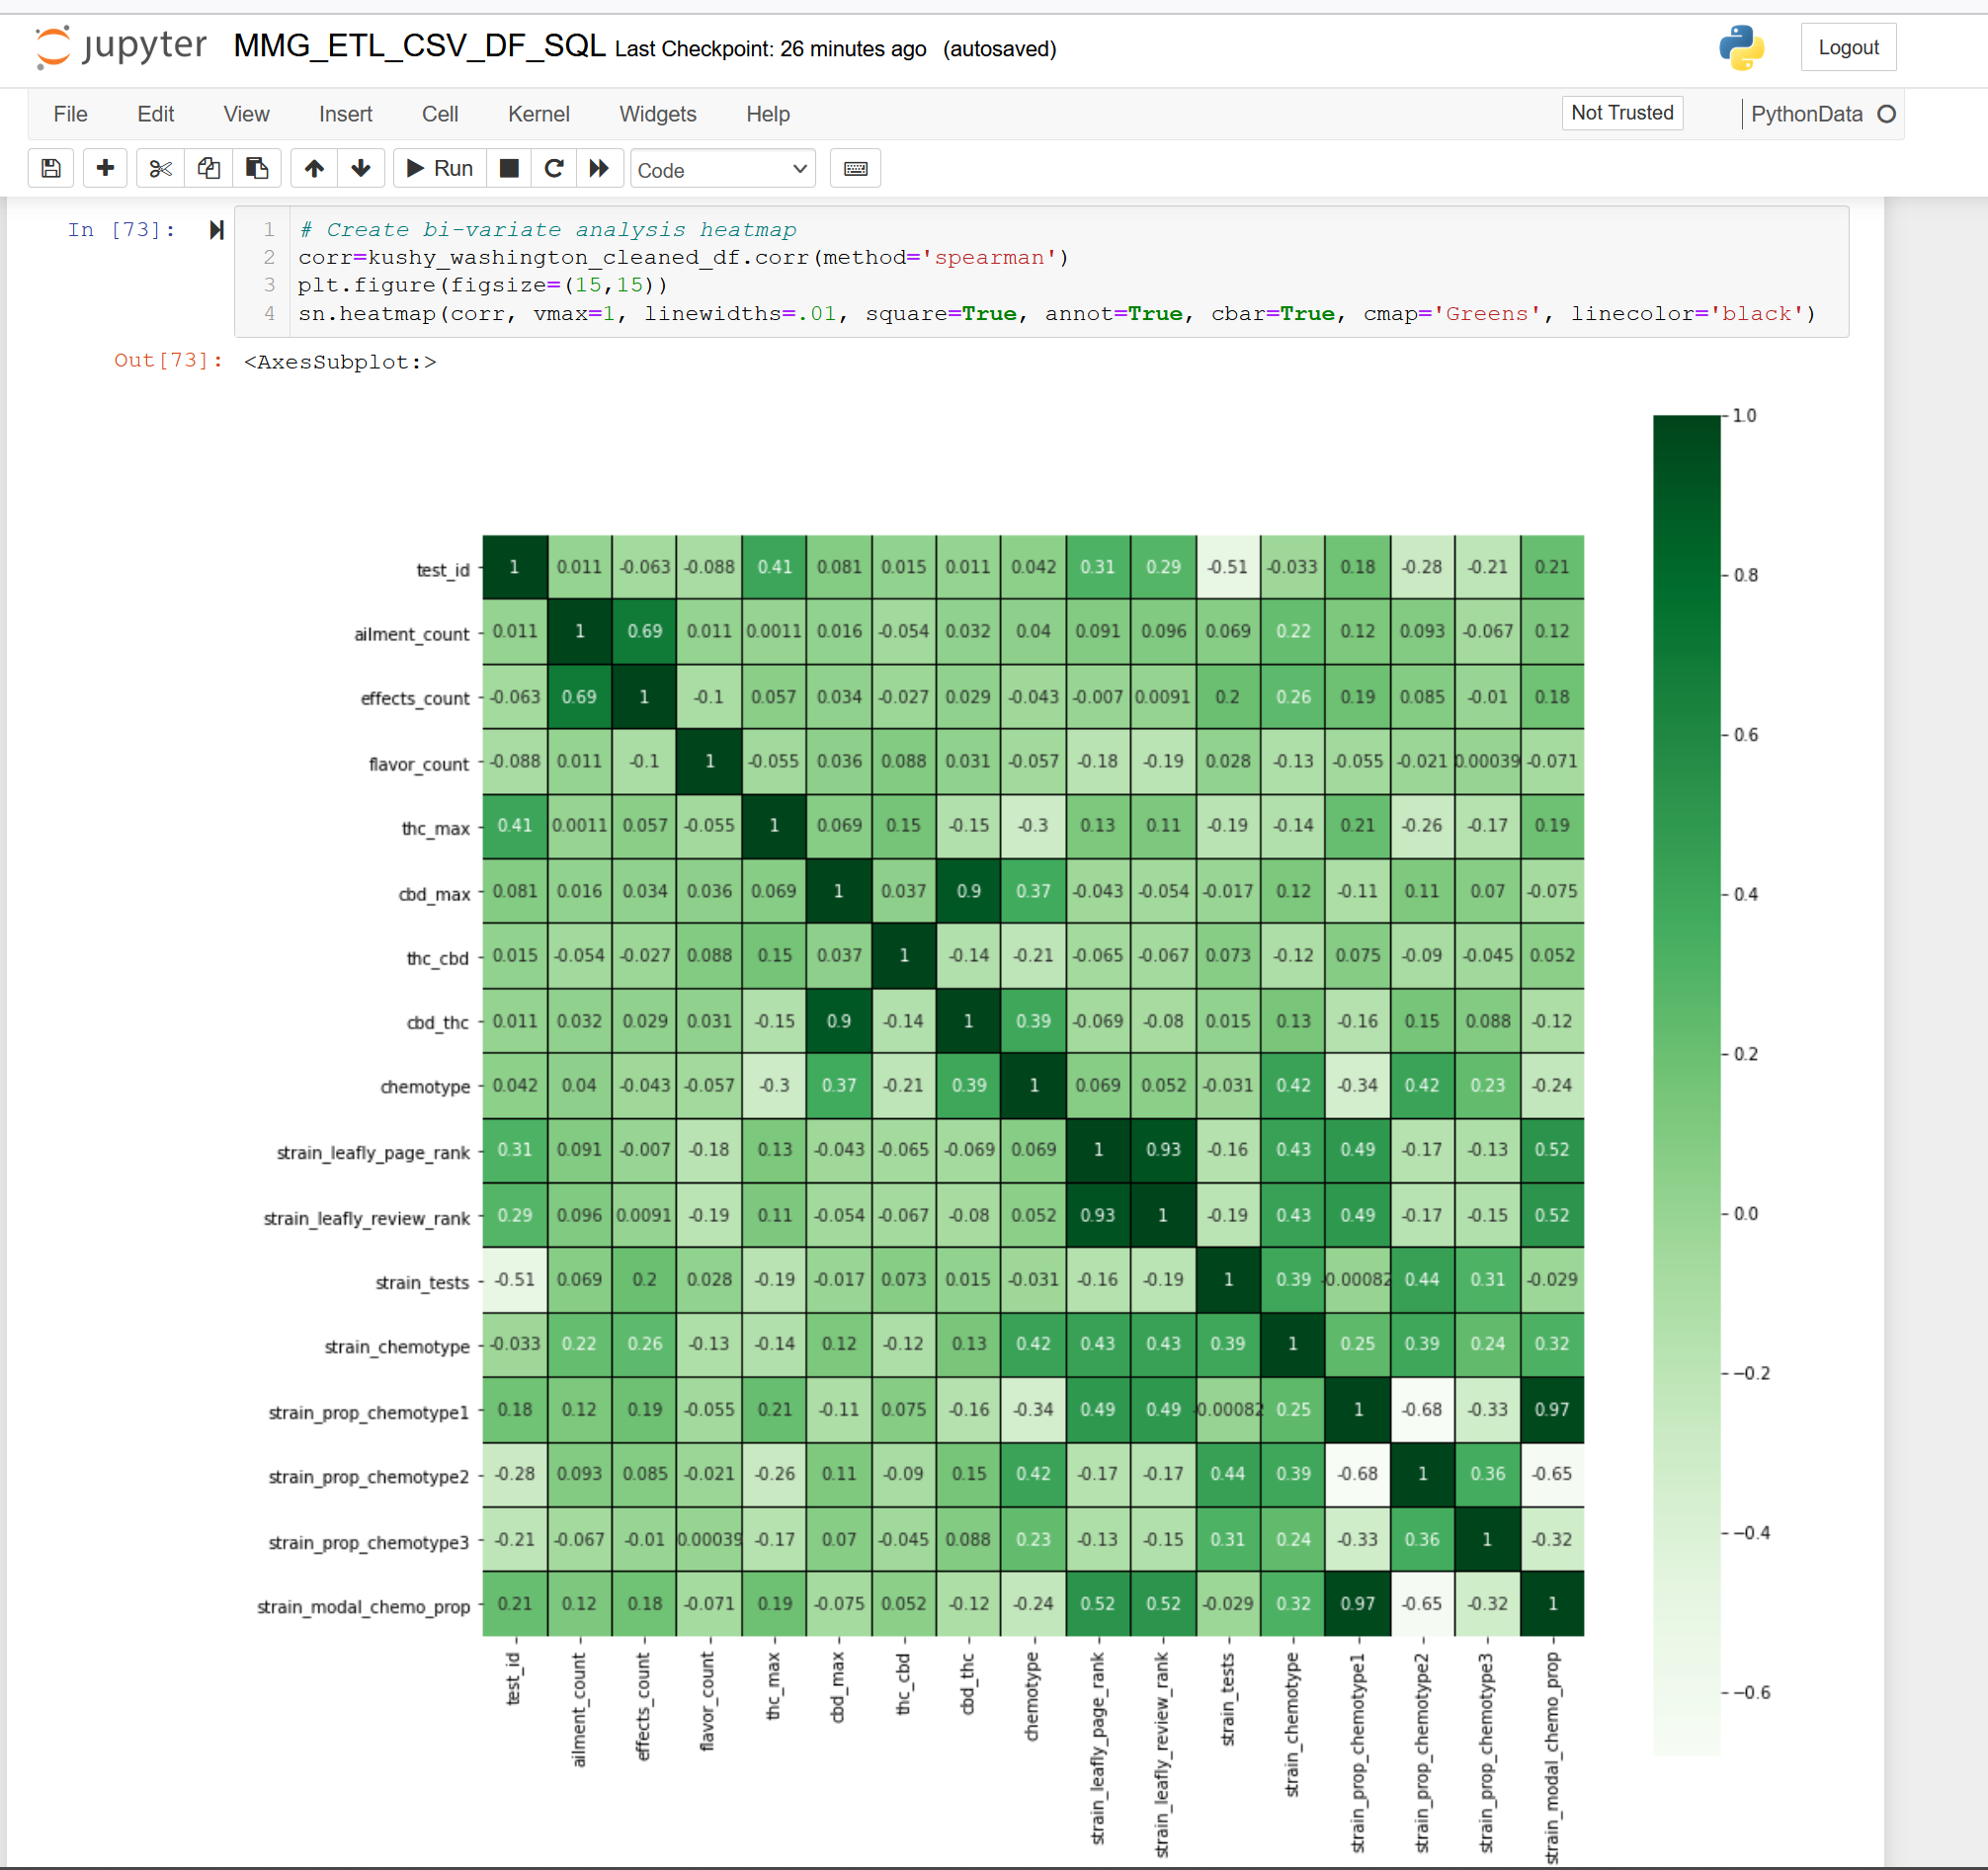 jupyter MMG_ETL_CSV_DF_SQL Last Checkpoint: 26 minutes ago (autosaved) Logout
File Edit View Insert Cell Kernel Widgets Help Not Trusted PythonData
Run Code
In [73]:
1 # Create bi-variate analysis heatmap
2 corr=kushy_washington_cleaned_df.corr(method='spearman')
3 plt.figure(figsize=(15,15))
4 sn.heatmap(corr, vmax=1, linewidths=.01, square=True, annot=True, cbar=True, cmap='Greens', linecolor='black')
Out[73]: <AxesSubplot:>
test_id 1 0.011 -0.063 -0.088 0.41 0.081 0.015 0.011 0.042 0.31 0.29 -0.51 -0.033 0.18 -0.28 -0.21 0.21
ailment_count 0.011 1 0.69 0.011 0.0011 0.016 -0.054 0.032 0.04 0.091 0.096 0.069 0.22 0.12 0.093 -0.067 0.12
effects_count -0.063 0.69 1 -0.1 0.057 0.034 -0.027 0.029 -0.043 -0.007 0.0091 0.2 0.26 0.19 0.085 -0.01 0.18
flavor_count -0.088 0.011 -0.1 1 -0.055 0.036 0.088 0.031 -0.057 -0.18 -0.19 0.028 -0.13 -0.055 -0.021 0.00039 -0.071
thc_max 0.41 0.0011 0.057 -0.055 1 0.069 0.15 -0.15 -0.3 0.13 0.11 -0.19 -0.14 0.21 -0.26 -0.17 0.19
cbd_max 0.081 0.016 0.034 0.036 0.069 1 0.037 0.9 0.37 -0.043 -0.054 -0.017 0.12 -0.11 0.11 0.07 -0.075
thc_cbd 0.015 -0.054 -0.027 0.088 0.15 0.037 1 -0.14 -0.21 -0.065 -0.067 0.073 -0.12 0.075 -0.09 -0.045 0.052
cbd_thc 0.011 0.032 0.029 0.031 -0.15 0.9 -0.14 1 0.39 -0.069 -0.08 0.015 0.13 -0.16 0.15 0.088 -0.12
chemotype 0.042 0.04 -0.043 -0.057 -0.3 0.37 -0.21 0.39 1 0.069 0.052 -0.031 0.42 -0.34 0.42 0.23 -0.24
strain_leafly_page_rank 0.31 0.091 -0.007 -0.18 0.13 -0.043 -0.065 -0.069 0.069 1 0.93 -0.16 0.43 0.49 -0.17 -0.13 0.52
strain_leafly_review_rank 0.29 0.096 0.0091 -0.19 0.11 -0.054 -0.067 -0.08 0.052 0.93 1 -0.19 0.43 0.49 -0.17 -0.15 0.52
strain_tests -0.51 0.069 0.2 0.028 -0.19 -0.017 0.073 0.015 -0.031 -0.16 -0.19 1 0.39 -0.00082 0.44 0.31 -0.029
strain_chemotype -0.033 0.22 0.26 -0.13 -0.14 0.12 -0.12 0.13 0.42 0.43 0.43 0.39 1 0.25 0.39 0.24 0.32
strain_prop_chemotype1 0.18 0.12 0.19 -0.055 0.21 -0.11 0.075 -0.16 -0.34 0.49 0.49 -0.00082 0.25 1 -0.68 -0.33 0.97
strain_prop_chemotype2 -0.28 0.093 0.085 -0.021 -0.26 0.11 -0.09 0.15 0.42 -0.17 -0.17 0.44 0.39 -0.68 1 0.36 -0.65
strain_prop_chemotype3 -0.21 -0.067 -0.01 0.00039 -0.17 0.07 -0.045 0.088 0.23 -0.13 -0.15 0.31 0.24 -0.33 0.36 1 -0.32
strain_modal_chemo_prop 0.21 0.12 0.18 -0.071 0.19 -0.075 0.052 -0.12 -0.24 0.52 0.52 -0.029 0.32 0.97 -0.65 -0.32 1
test_id
ailment_count
effects_count
flavor_count
thc_max
cbd_max
thc_cbd
cbd_thc
chemotype
strain_leafly_page_rank
strain_leafly_review_rank
strain_tests
strain_chemotype
strain_prop_chemotype1
strain_prop_chemotype2
strain_prop_chemotype3
strain_modal_chemo_prop
1.0
0.8
0.6
0.4
0.2
0.0
−0.2
−0.4
−0.6